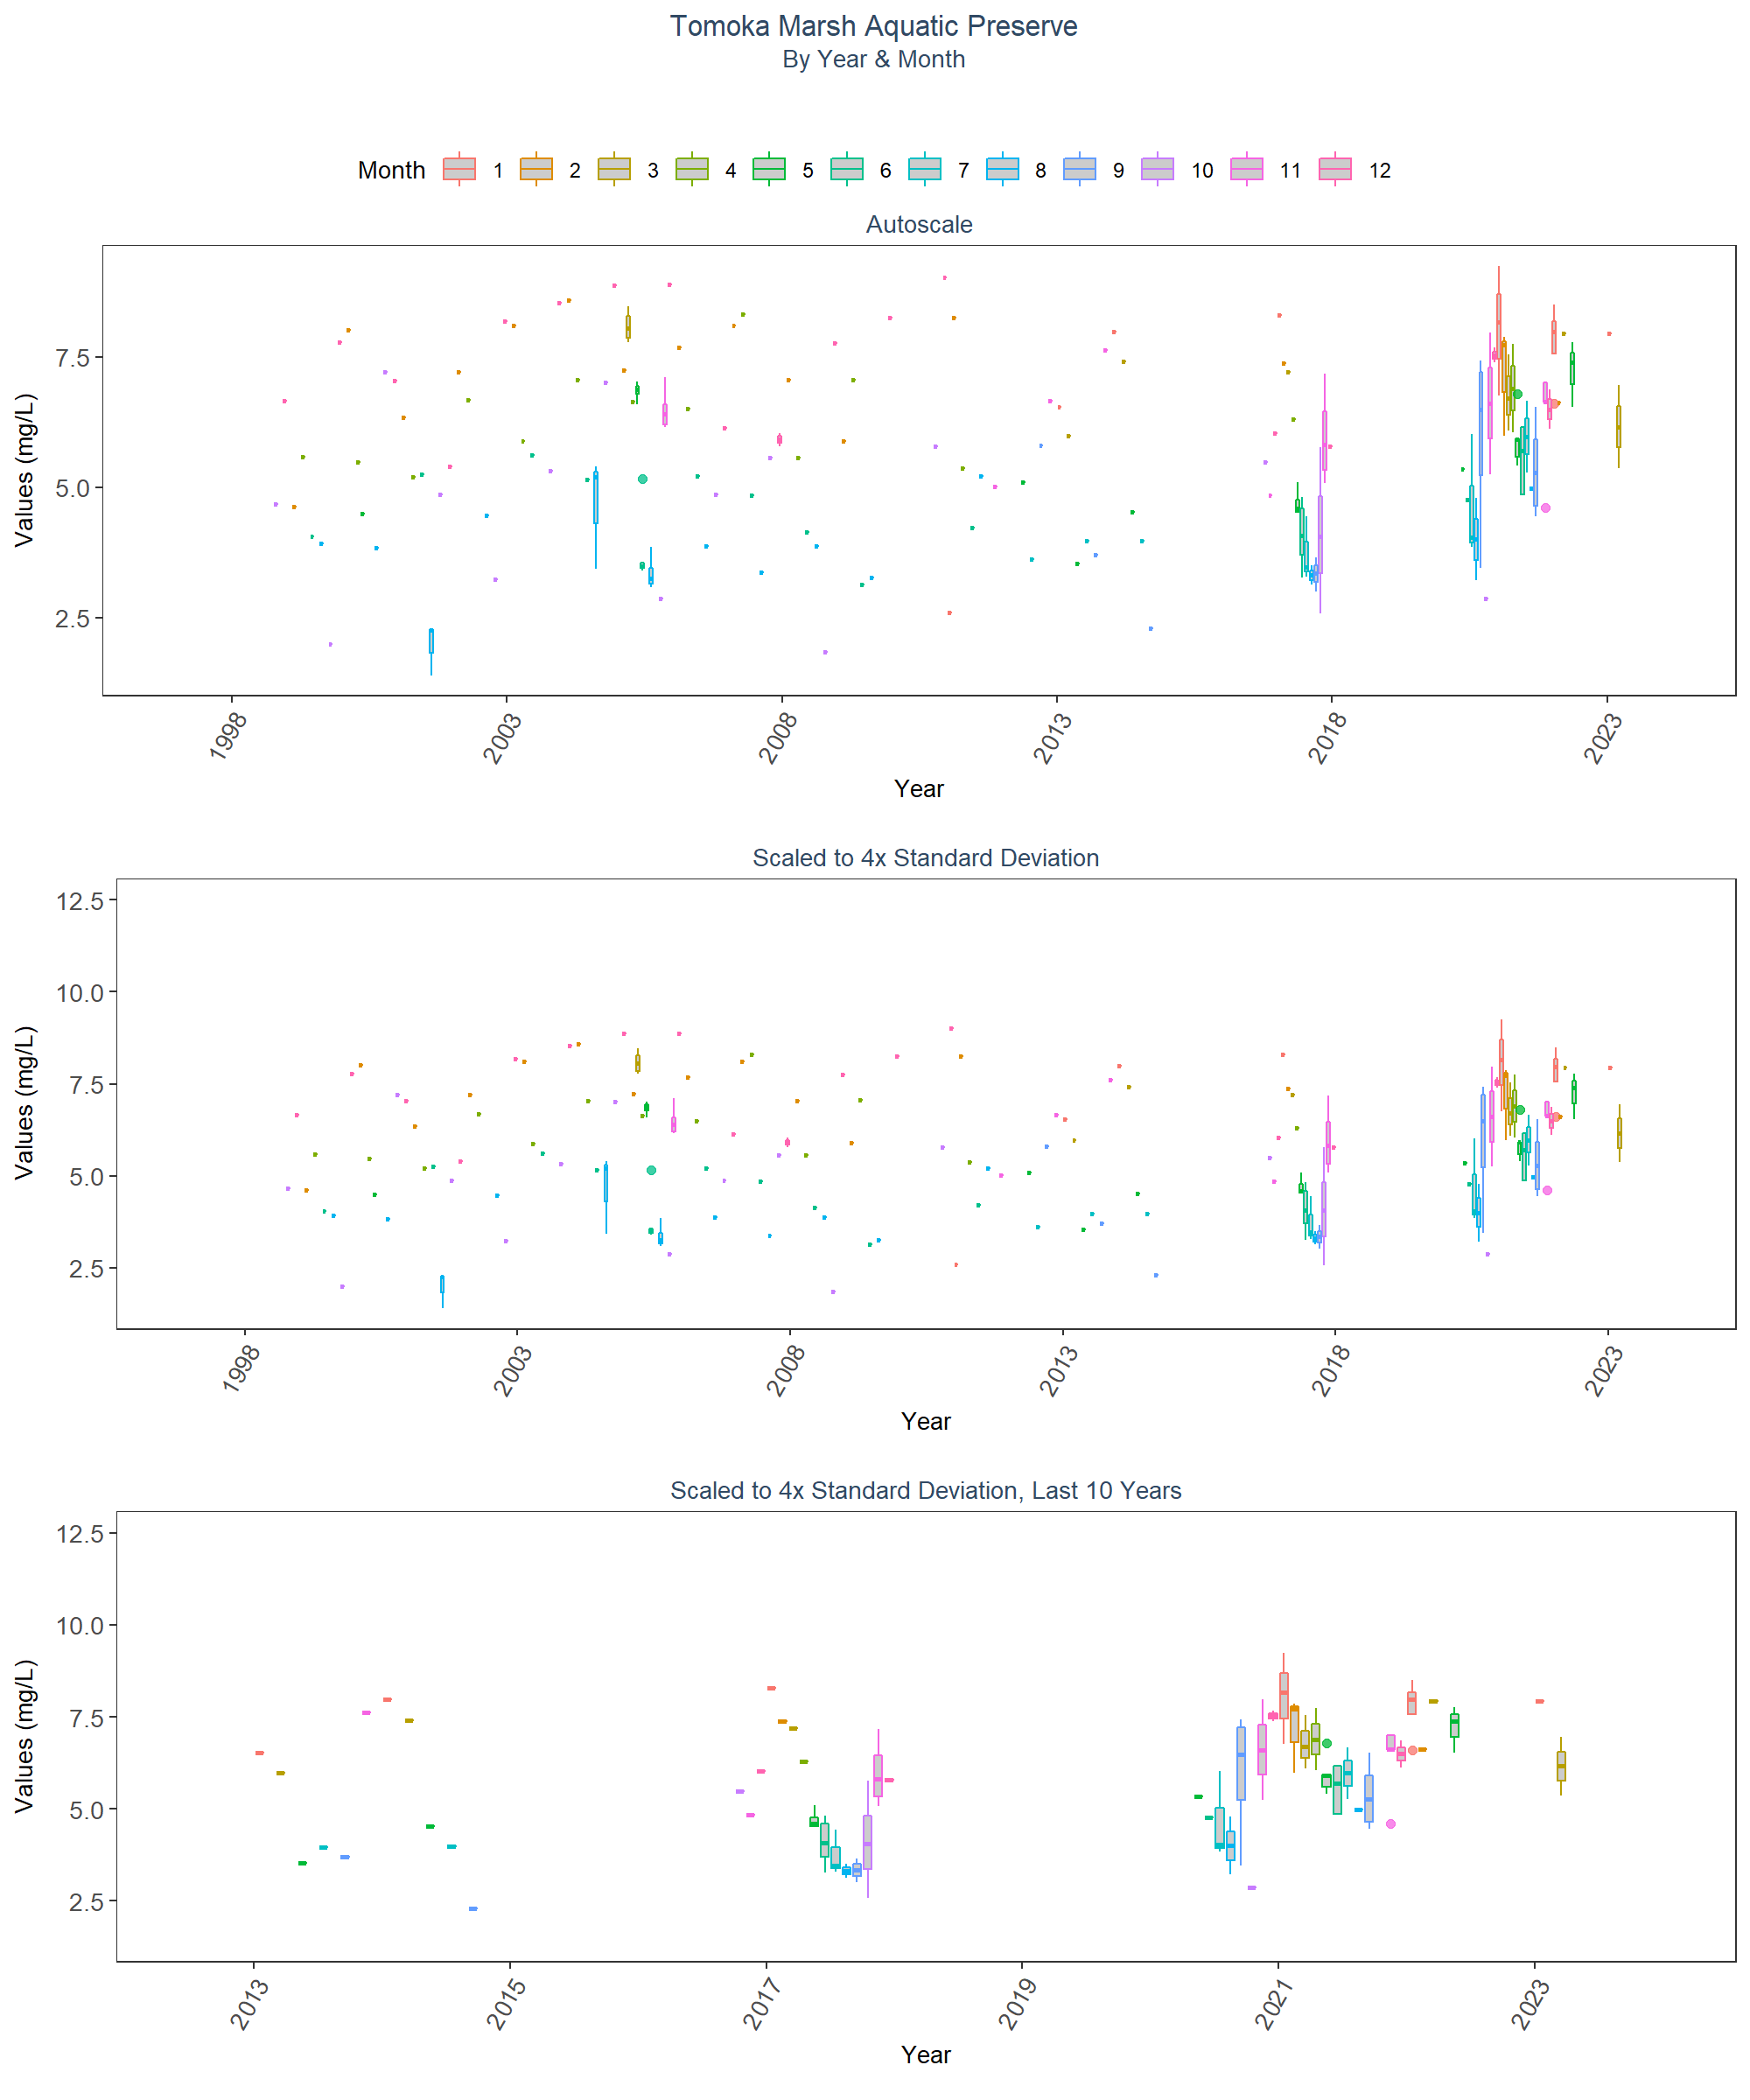 Tomoka Marsh Aquatic Preserve
By Year & Month
Month 1 2 3 4 5 6 7 8 9 10 11 12
Autoscale
Values (mg/L)
7.5
5.0
2.5
1998 2003 2008 2013 2018 2023
Year
Scaled to 4x Standard Deviation
Values (mg/L)
12.5
10.0
7.5
5.0
2.5
1998 2003 2008 2013 2018 2023
Year
Scaled to 4x Standard Deviation, Last 10 Years
Values (mg/L)
12.5
10.0
7.5
5.0
2.5
2013 2015 2017 2019 2021 2023
Year